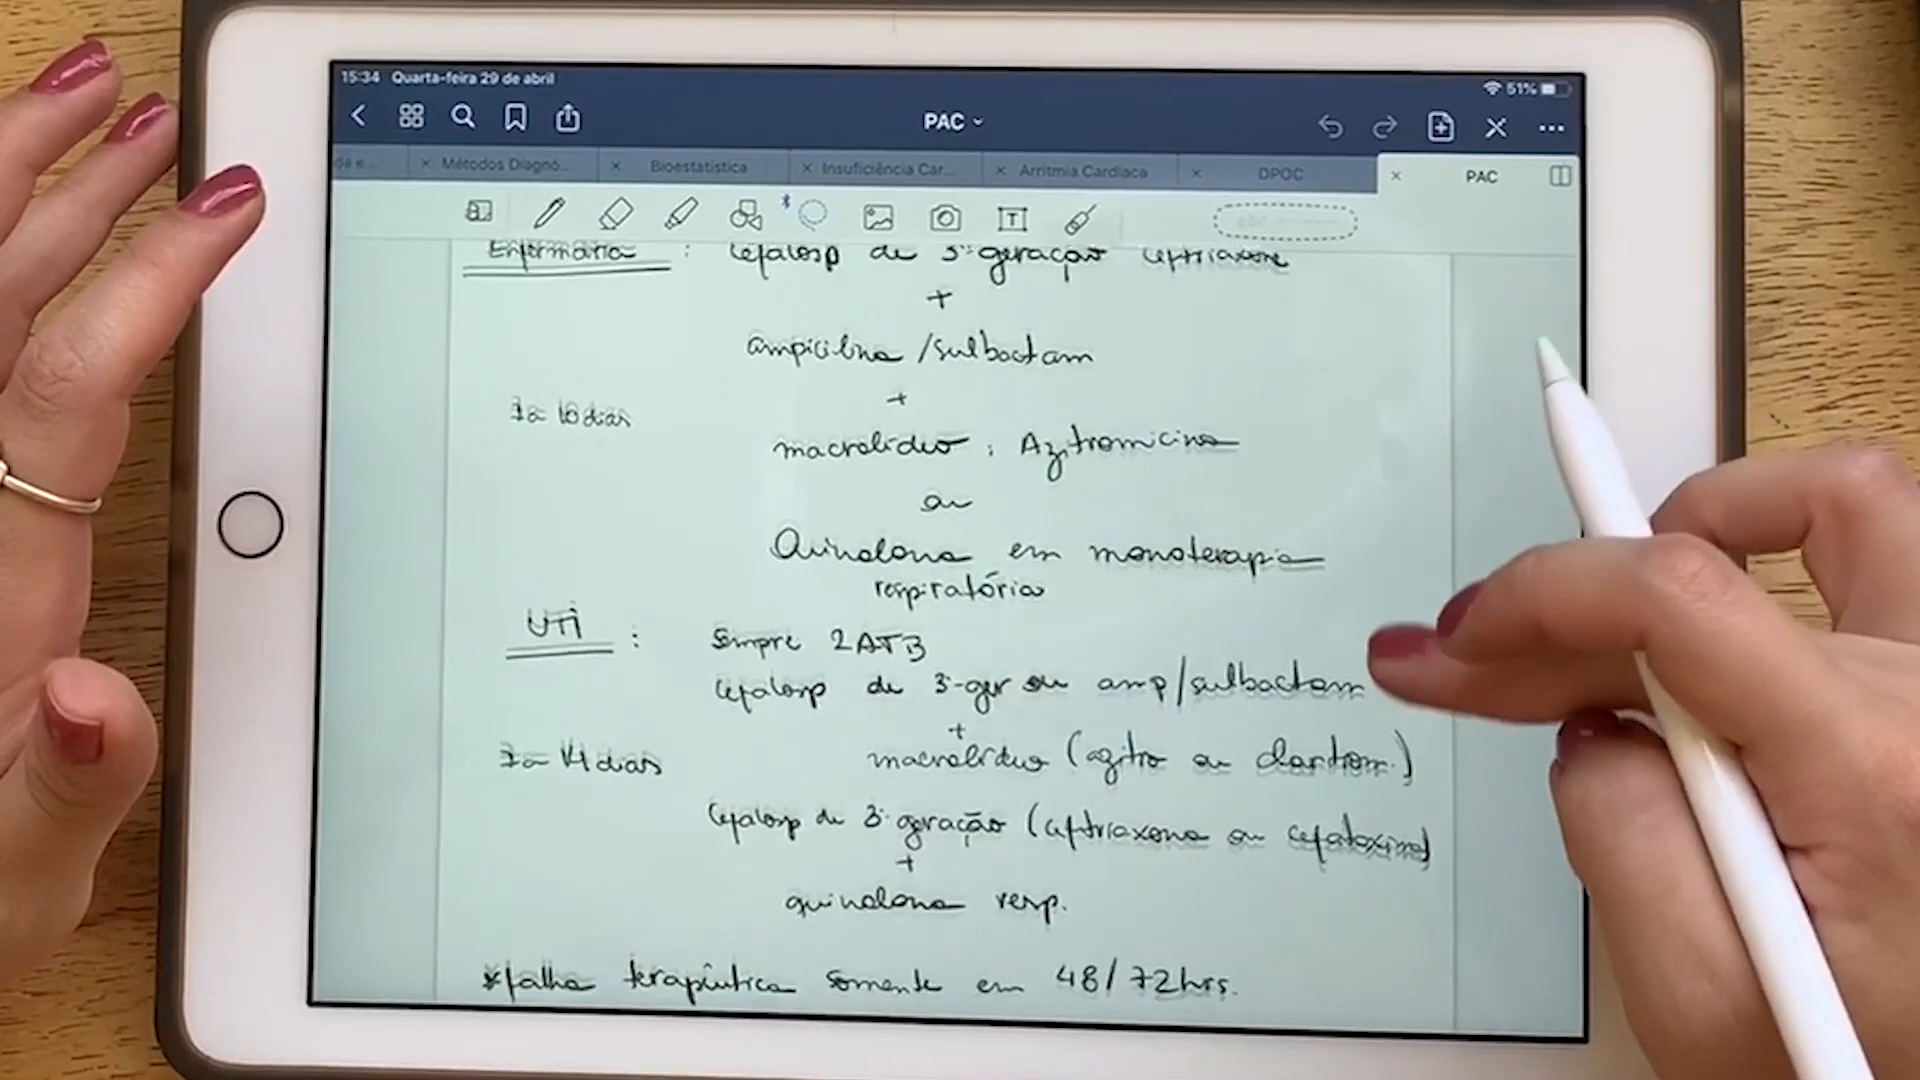 15:34 Quarta-feira 29 de abril
51%
PAC
de e...
Métodos Diagnó...
Bioestatística
Insuficiência Car...
Arritmia Cardíaca
DPOC
PAC
Enfermaria : Cefalosp de 3ª geração ceftriaxone
+
ampicilina /sulbactam
+
7 a 10 dias
macrolídeo : Azitromicina
ou
Quinolona em monoterapia
respiratória
UTI : Sempre 2 ATB
Cefalosp de 3ª ger ou amp/sulbactam
+
7 a 14 dias
macrolídeo (azitro ou claritrom.)
Cefalosp de 3ª geração (ceftriaxona ou cefotaxima)
+
quinolona resp.
*falha terapêutica somente em 48/72hrs.